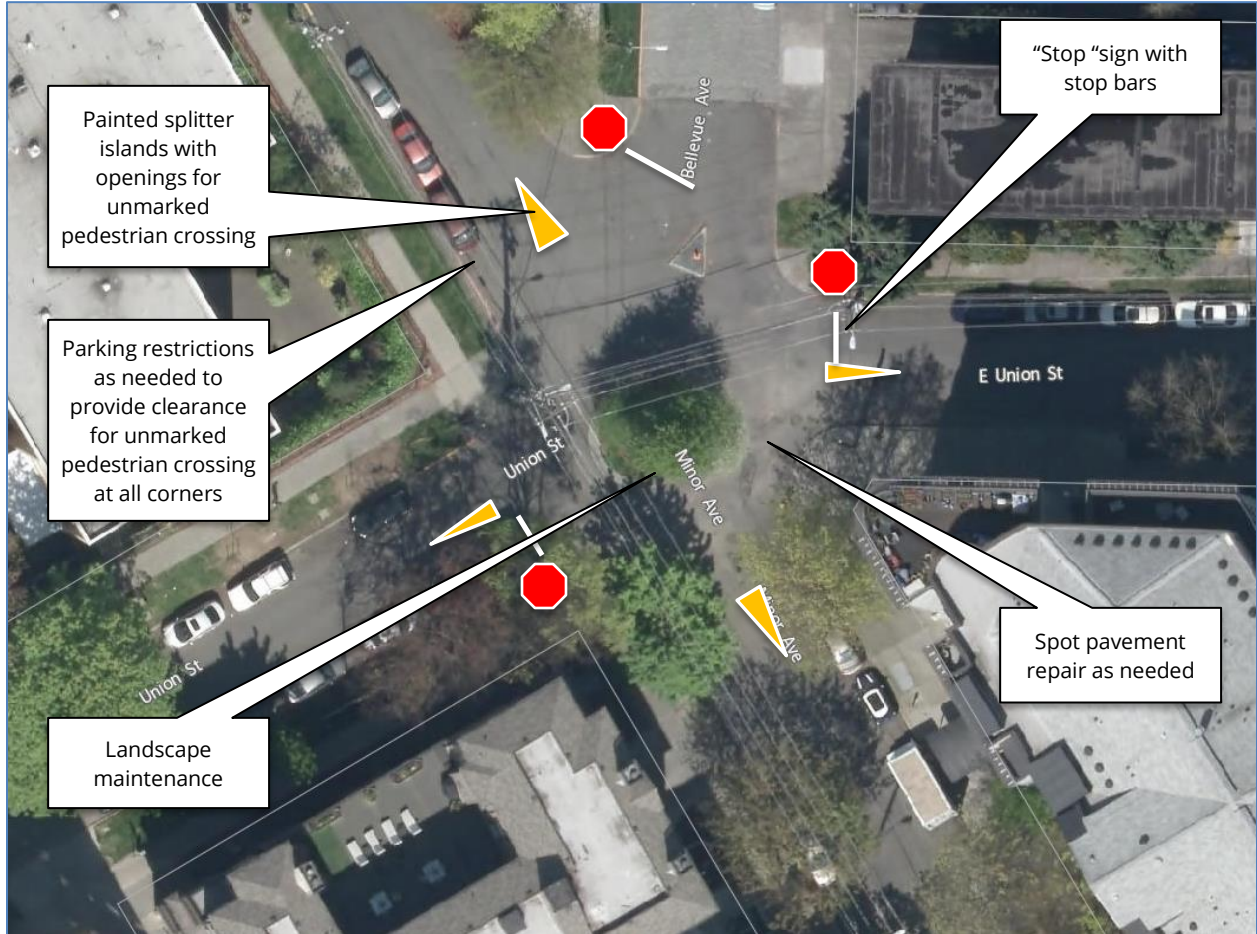 Painted splitter
islands with
openings for
unmarked
pedestrian crossing
“Stop “sign with
stop bars
Bellevue Ave
Parking restrictions
as needed to
provide clearance
for unmarked
pedestrian crossing
at all corners
E Union St
Union St
Minor Ave
Minor Ave
Union St
Spot pavement
repair as needed
Landscape
maintenance